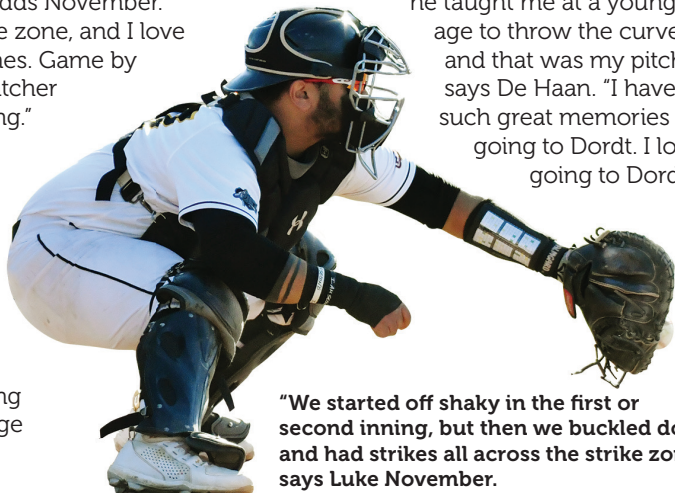 dds November.
e zone, and I love
nes. Game by
tcher
ng."
ng
ge
he taught me at a young
age to throw the curve
and that was my pitch
says De Haan. "I have
such great memories
going to Dordt. I lo
going to Dord
"We started off shaky in the first or
second inning, but then we buckled do
and had strikes all across the strike zon
says Luke November.